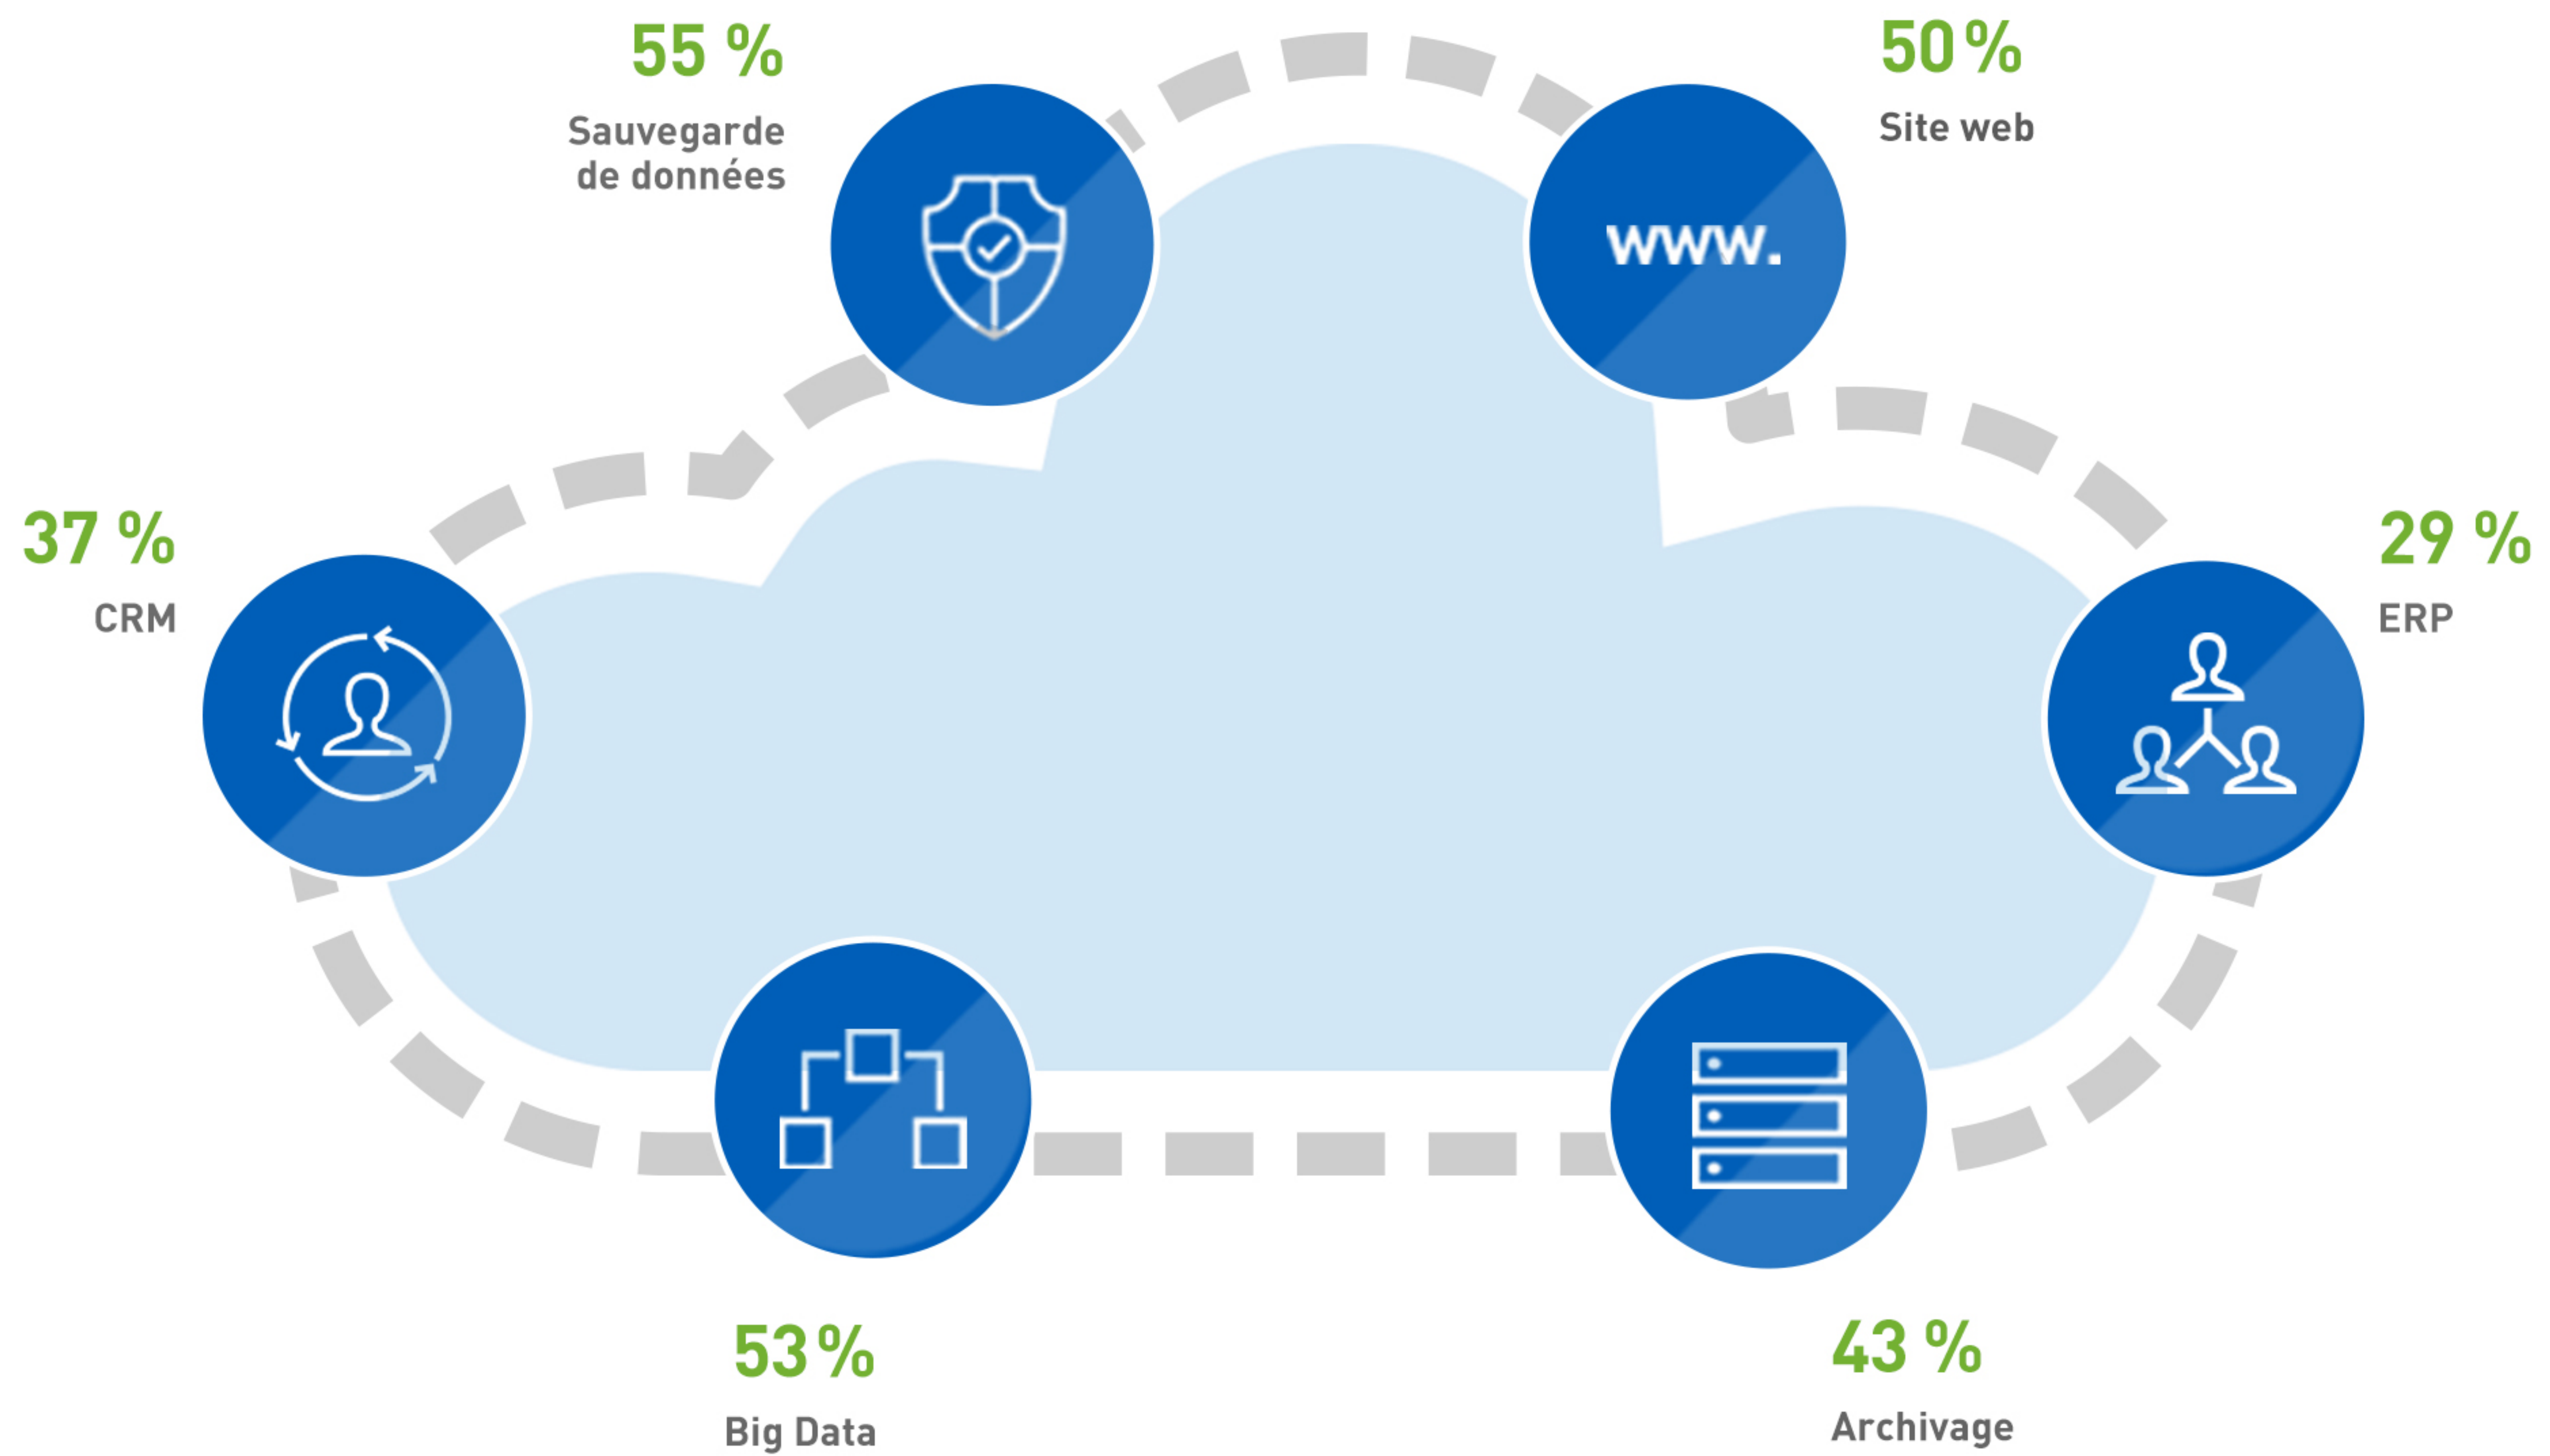 55 %
Sauvegarde
de données
50 %
Site web
www.
37 %
CRM
29 %
ERP
53 %
Big Data
43 %
Archivage